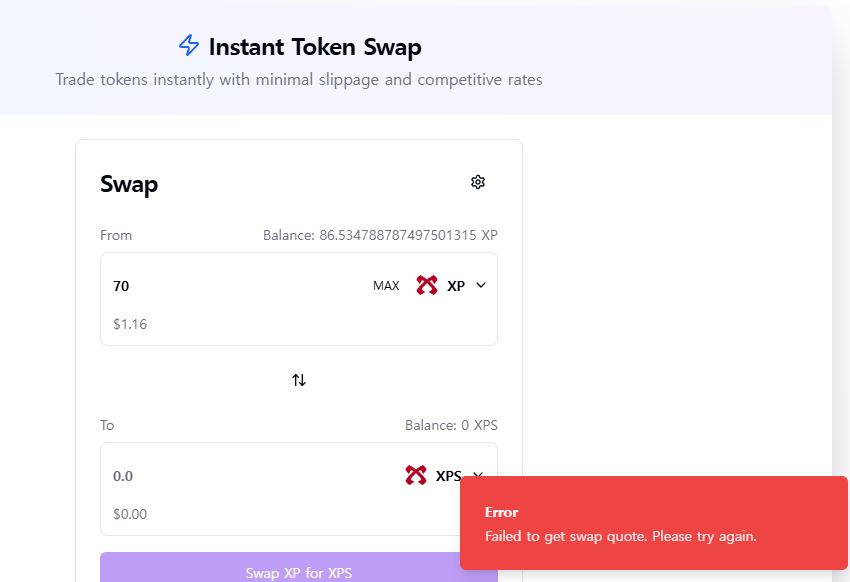 Instant Token Swap
Trade tokens instantly with minimal slippage and competitive rates
Swap
From
Balance: 86.534788787497501315 XP
70
MAX
XP
$1.16
To
Balance: 0 XPS
0.0
XPS
$0.00
Error
Failed to get swap quote. Please try again.
Swap XP for XPS